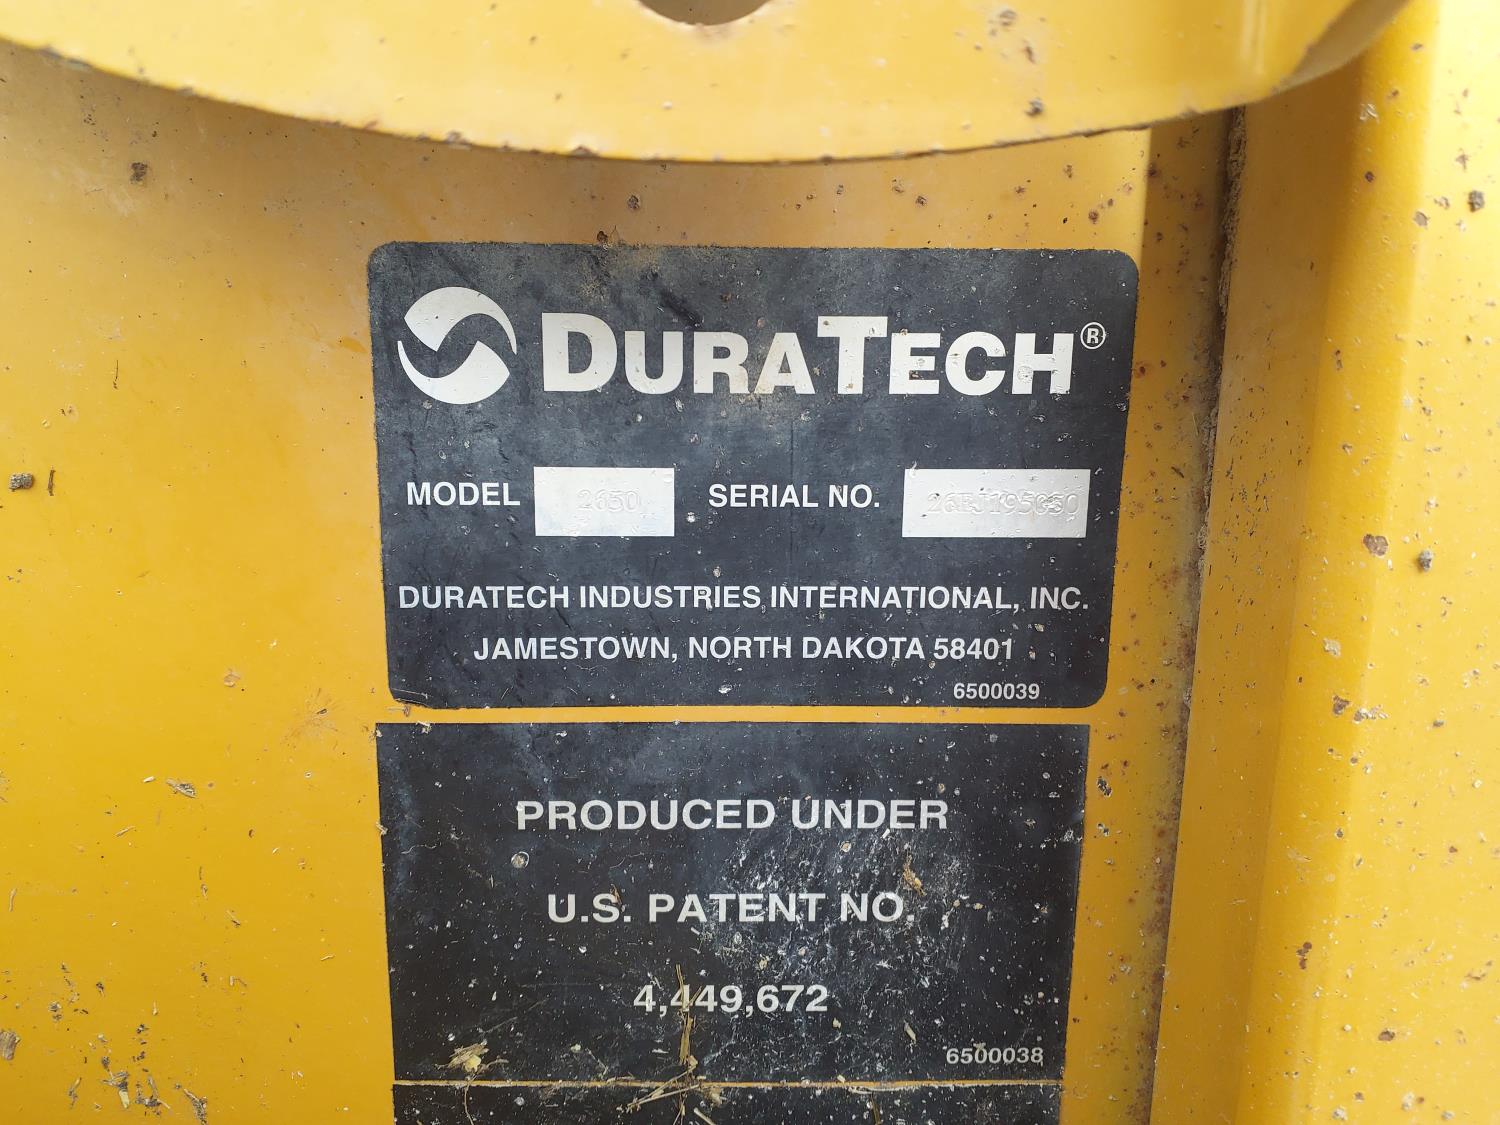 DURATECH®
MODEL 2650 SERIAL NO.
DURATECH INDUSTRIES INTERNATIONAL, INC.
JAMESTOWN, NORTH DAKOTA 58401
6500039
PRODUCED UNDER
U.S. PATENT NO.
4,449,672
6500038